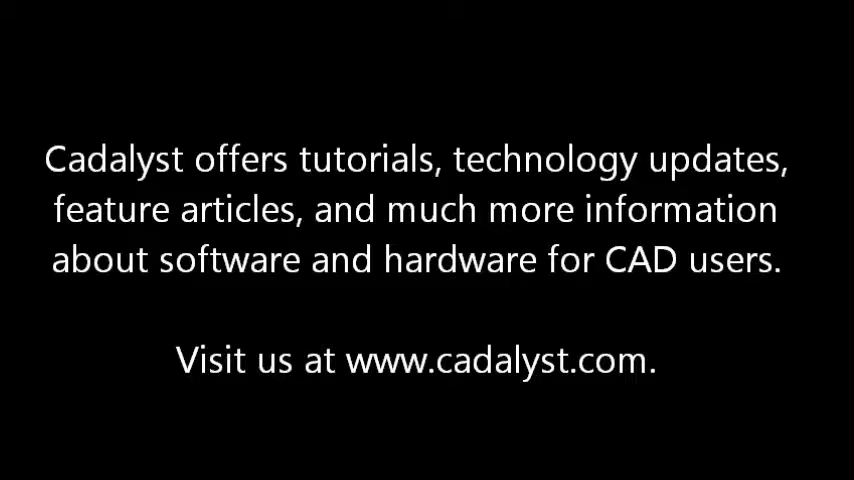 Cadalyst offers tutorials, technology updates,
feature articles, and much more information
about software and hardware for CAD users.
Visit us at www.cadalyst.com.